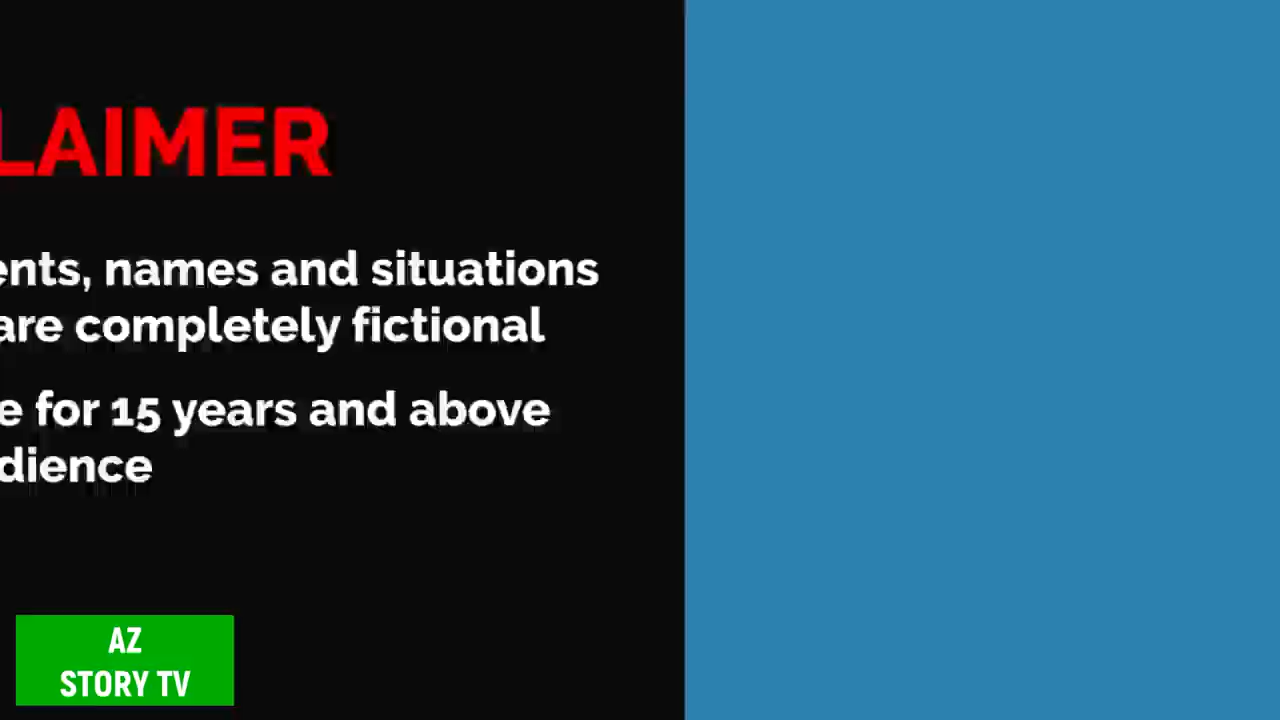 LAIMER
ents, names and situations
are completely fictional
e for 15 years and above
dience
AZ
STORY TV